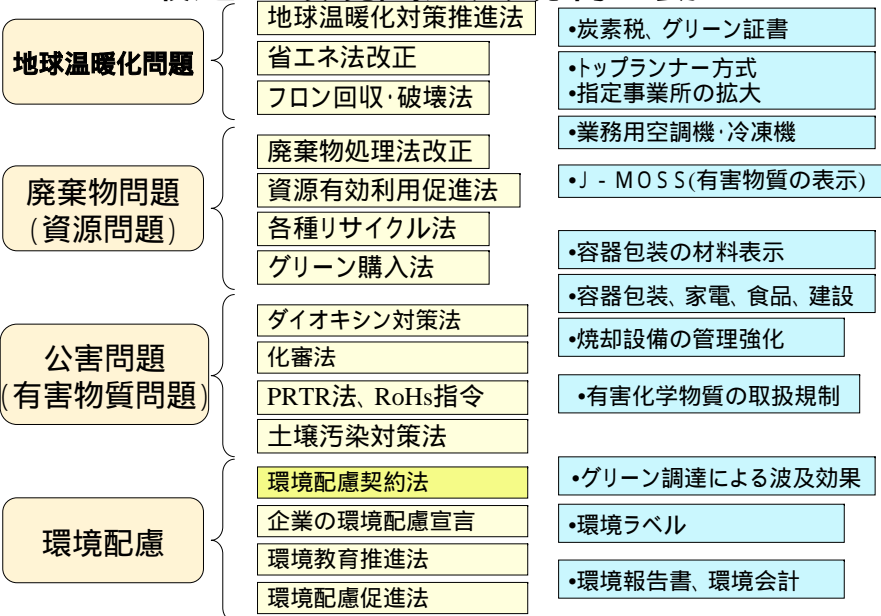 地球温暖化問題
地球温暖化対策推進法
省エネ法改正
フロン回収・破壊法
•炭素税、グリーン証書
•トップランナー方式
•指定事業所の拡大
•業務用空調機・冷凍機
廃棄物問題
(資源問題)
廃棄物処理法改正
資源有効利用促進法
各種リサイクル法
グリーン購入法
•J-MOSS(有害物質の表示)
•容器包装の材料表示
•容器包装、家電、食品、建設
公害問題
(有害物質問題)
ダイオキシン対策法
化審法
PRTR法、RoHs指令
土壌汚染対策法
•焼却設備の管理強化
•有害化学物質の取扱規制
環境配慮
環境配慮契約法
企業の環境配慮宣言
環境教育推進法
環境配慮促進法
•グリーン調達による波及効果
•環境ラベル
•環境報告書、環境会計